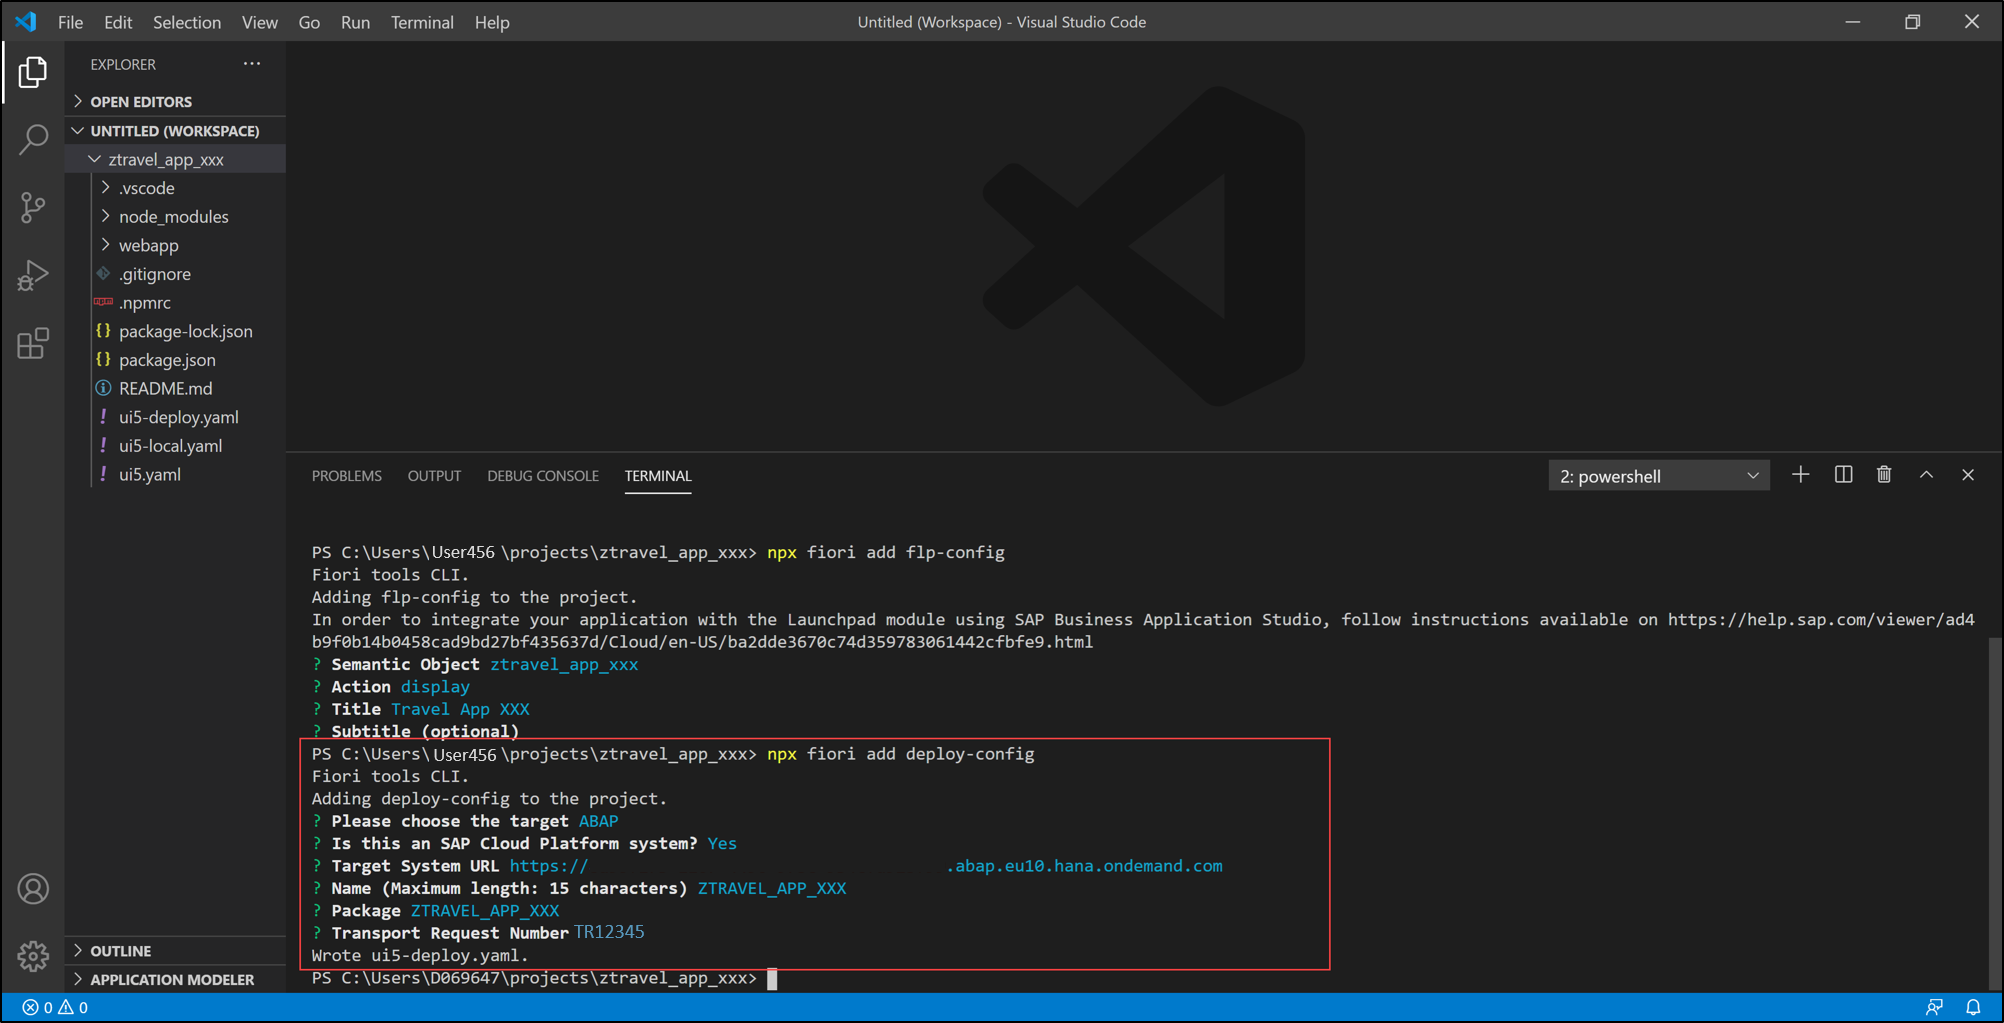 File Edit Selection View Go Run Terminal Help
Untitled (Workspace) - Visual Studio Code
EXPLORER
OPEN EDITORS
UNTITLED (WORKSPACE)
ztravel_app_xxx
.vscode
node_modules
webapp
.gitignore
.npmrc
package-lock.json
package.json
README.md
ui5-deploy.yaml
ui5-local.yaml
ui5.yaml
OUTLINE
APPLICATION MODELER
PROBLEMS OUTPUT DEBUG CONSOLE TERMINAL
2: powershell
PS C:\Users\User456 \projects\ztravel_app_xxx> npx fiori add flp-config
Fiori tools CLI.
Adding flp-config to the project.
In order to integrate your application with the Launchpad module using SAP Business Application Studio, follow instructions available on https://help.sap.com/viewer/ad4
b9f0b14b0458cad9bd27bf435637d/Cloud/en-US/ba2dde3670c74d359783061442cfbfe9.html
? Semantic Object ztravel_app_xxx
? Action display
? Title Travel App XXX
? Subtitle (optional)
PS C:\Users\User456 \projects\ztravel_app_xxx> npx fiori add deploy-config
Fiori tools CLI.
Adding deploy-config to the project.
? Please choose the target ABAP
? Is this an SAP Cloud Platform system? Yes
? Target System URL https:// .abap.eu10.hana.ondemand.com
? Name (Maximum length: 15 characters) ZTRAVEL_APP_XXX
? Package ZTRAVEL_APP_XXX
? Transport Request Number TR12345
Wrote ui5-deploy.yaml.
PS C:\Users\D069647\projects\ztravel_app_xxx>
0 0